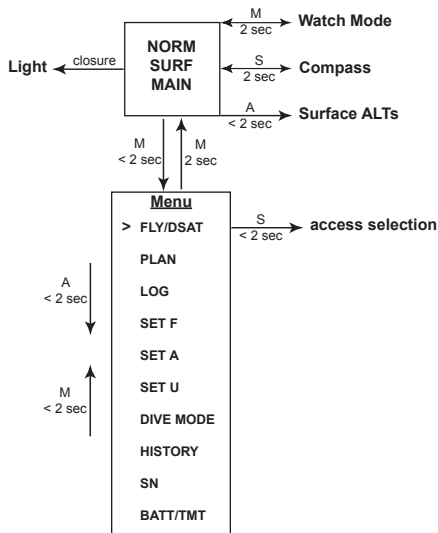 M
2 sec
Watch Mode
NORM
SURF
MAIN
Light
closure
S
2 sec
Compass
A
< 2 sec
Surface ALTs
M
< 2 sec
M
2 sec
Menu
> FLY/DSAT
S
< 2 sec
access selection
PLAN
A
< 2 sec
LOG
SET F
SET A
M
< 2 sec
SET U
DIVE MODE
HISTORY
SN
BATT/TMT